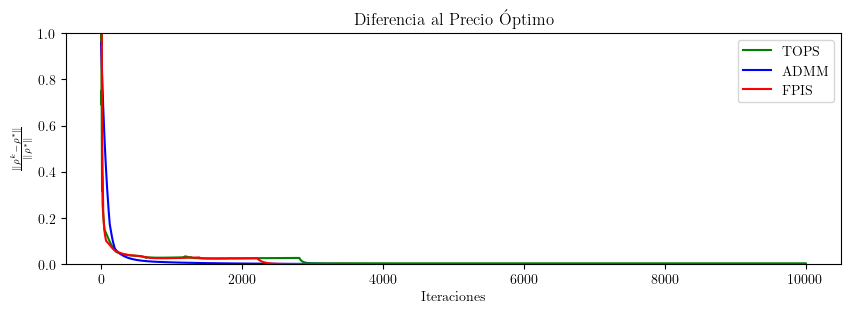 Diferencia al Precio Óptimo
1.0
0.8
0.6
0.4
0.2
0.0
‖ρ^k − ρ*‖
‖ρ*‖
TOPS
ADMM
FPIS
0 2000 4000 6000 8000 10000
Iteraciones